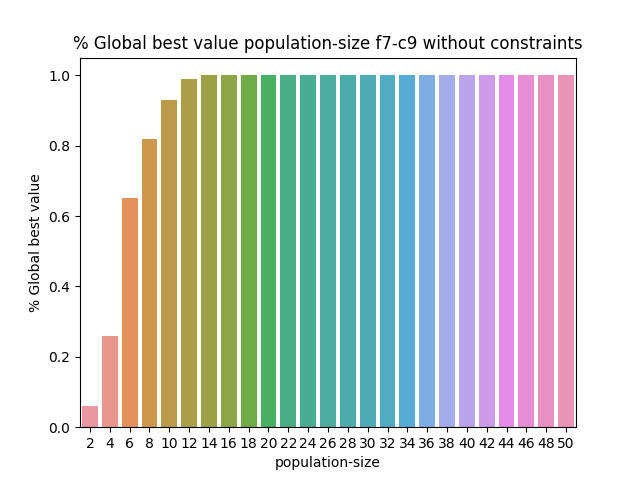 % Global best value population-size f7-c9 without constraints
1.0
0.8
0.6
0.4
0.2
0.0
% Global best value
2 4 6 8 10 12 14 16 18 20 22 24 26 28 30 32 34 36 38 40 42 44 46 48 50
population-size